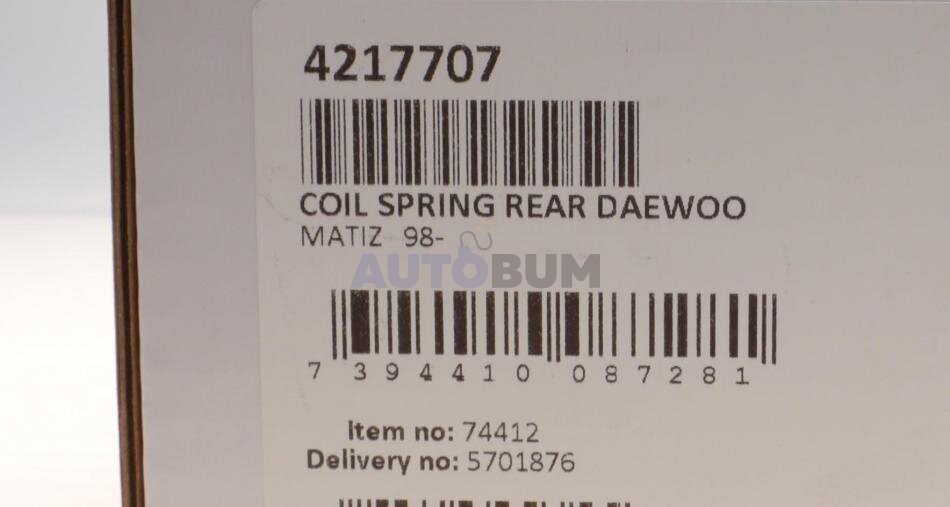 4217707
COIL SPRING REAR DAEWOO
MATIZ 98-
AUTOBUM
7 394410 087281
Item no: 74412
Delivery no: 5701876